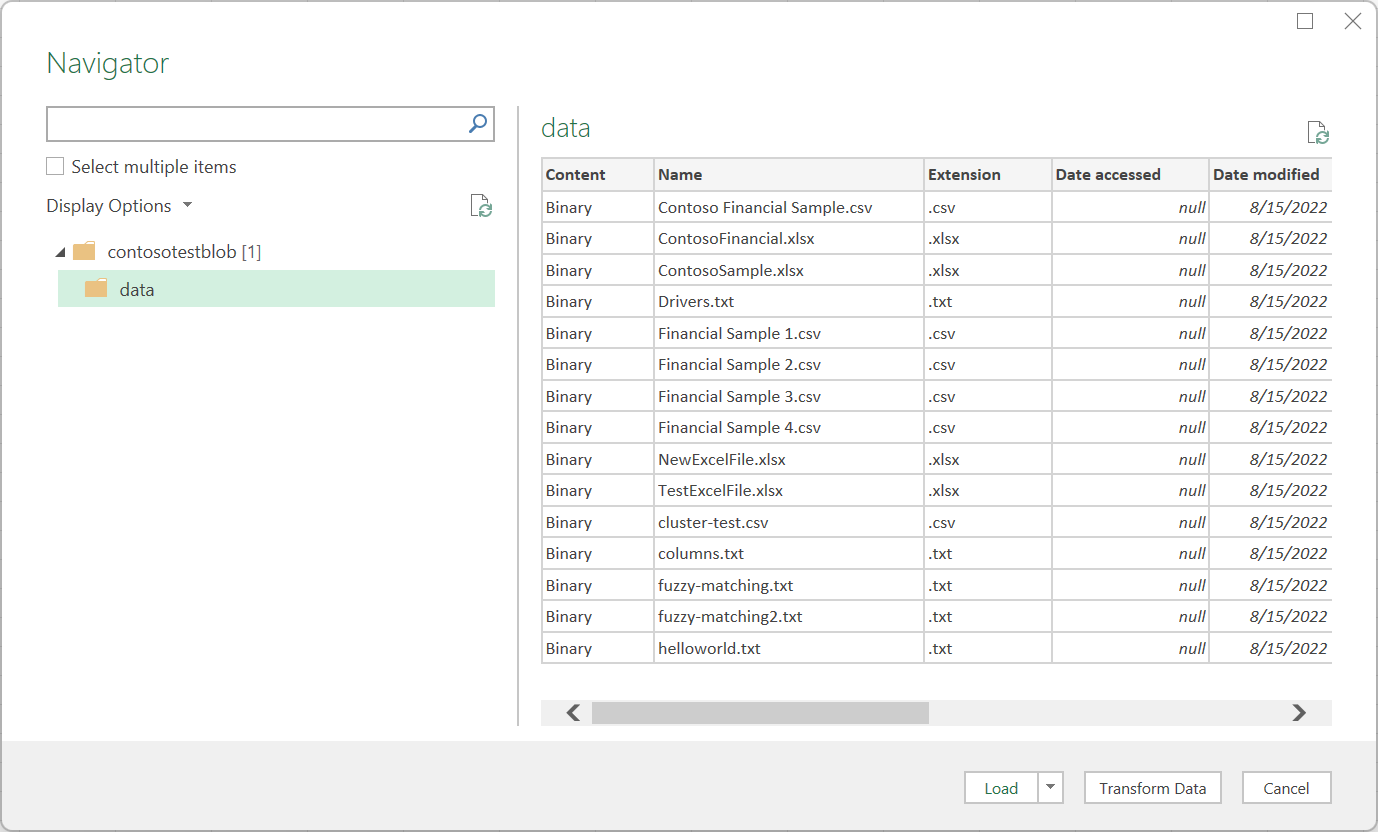 Navigator
Select multiple items
Display Options
contosotestblob [1]
data
data
Content Name Extension Date accessed Date modified
Binary Contoso Financial Sample.csv .csv null 8/15/2022
Binary ContosoFinancial.xlsx .xlsx null 8/15/2022
Binary ContosoSample.xlsx .xlsx null 8/15/2022
Binary Drivers.txt .txt null 8/15/2022
Binary Financial Sample 1.csv .csv null 8/15/2022
Binary Financial Sample 2.csv .csv null 8/15/2022
Binary Financial Sample 3.csv .csv null 8/15/2022
Binary Financial Sample 4.csv .csv null 8/15/2022
Binary NewExcelFile.xlsx .xlsx null 8/15/2022
Binary TestExcelFile.xlsx .xlsx null 8/15/2022
Binary cluster-test.csv .csv null 8/15/2022
Binary columns.txt .txt null 8/15/2022
Binary fuzzy-matching.txt .txt null 8/15/2022
Binary fuzzy-matching2.txt .txt null 8/15/2022
Binary helloworld.txt .txt null 8/15/2022
Load Transform Data Cancel